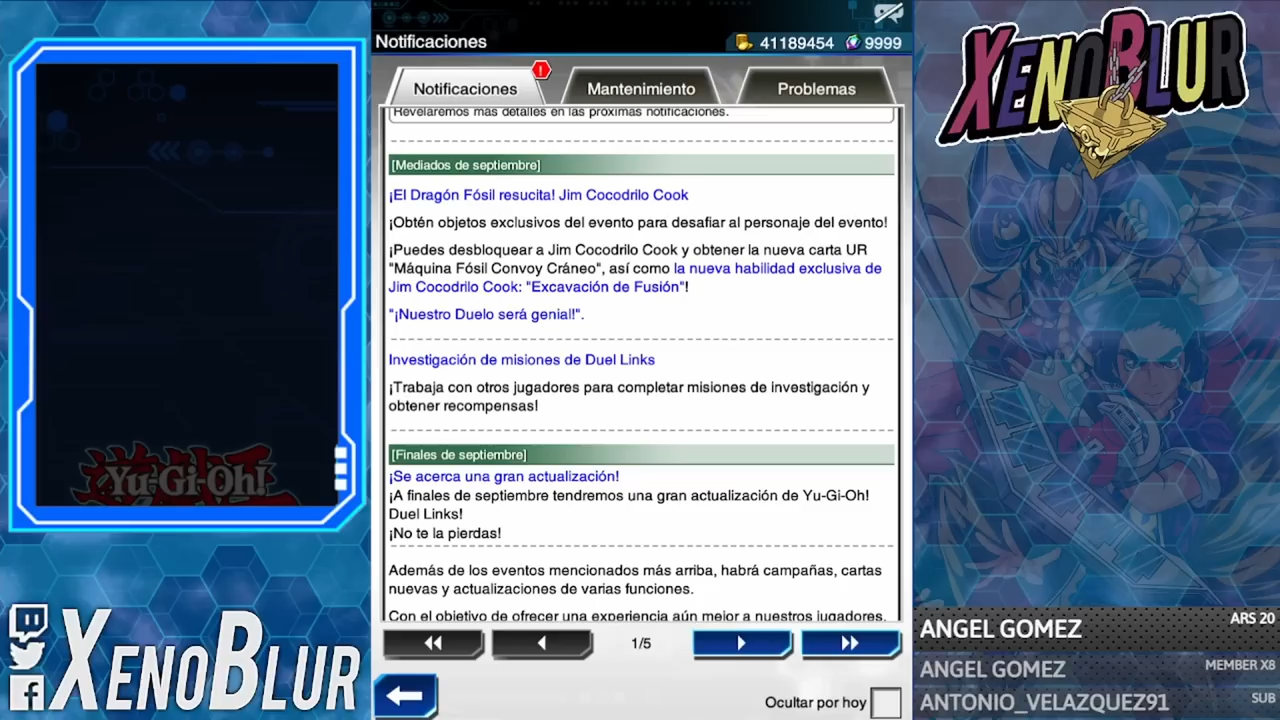 Notificaciones
41189454
9999
Notificaciones
!
Mantenimiento
Problemas
Revelaremos más detalles en las próximas notificaciones.
[Mediados de septiembre]
¡El Dragón Fósil resucita! Jim Cocodrilo Cook
¡Obtén objetos exclusivos del evento para desafiar al personaje del evento!
¡Puedes desbloquear a Jim Cocodrilo Cook y obtener la nueva carta UR
"Máquina Fósil Convoy Cráneo", así como la nueva habilidad exclusiva de
Jim Cocodrilo Cook: "Excavación de Fusión"!
"¡Nuestro Duelo será genial!".
Investigación de misiones de Duel Links
¡Trabaja con otros jugadores para completar misiones de investigación y
obtener recompensas!
[Finales de septiembre]
¡Se acerca una gran actualización!
¡A finales de septiembre tendremos una gran actualización de Yu-Gi-Oh!
Duel Links!
¡No te la pierdas!
Además de los eventos mencionados más arriba, habrá campañas, cartas
nuevas y actualizaciones de varias funciones.
Con el objetivo de ofrecer una experiencia aún mejor a nuestros jugadores,
1/5
Ocultar por hoy
Yu-Gi-Oh!
XENOBLUR
XENOBLUR
ANGEL GOMEZ
ARS 20
ANGEL GOMEZ
MEMBER X8
ANTONIO_VELAZQUEZ91
SUB